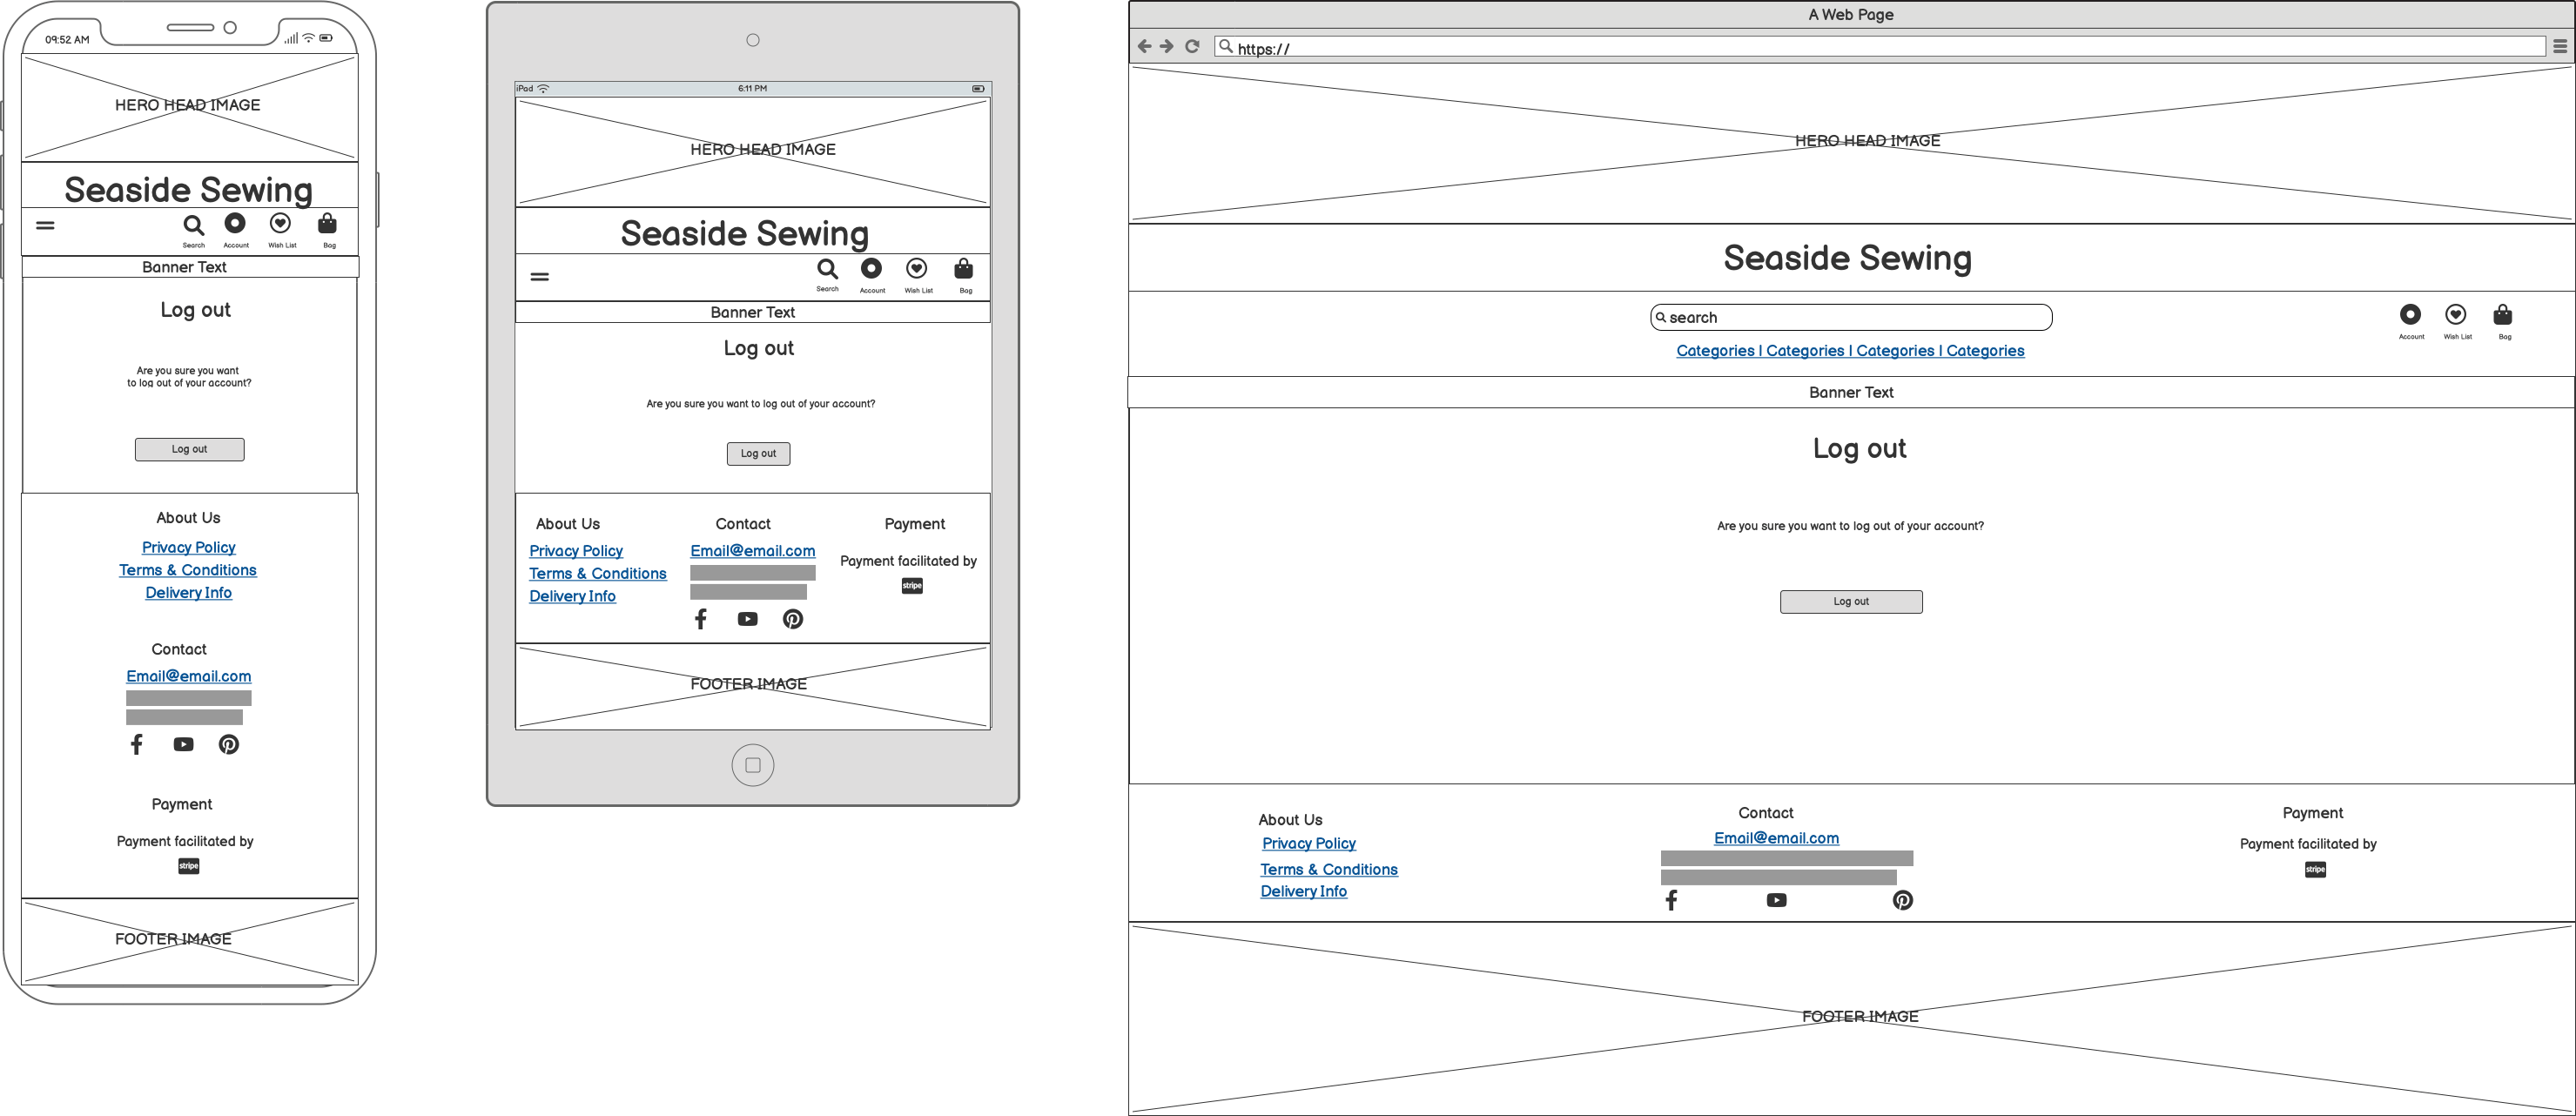 09:52 AM
HERO HEAD IMAGE
Seaside Sewing
Search Account Wish List Bag
Banner Text
Log out
Are you sure you want
to log out of your account?
Log out
About Us
Privacy Policy
Terms & Conditions
Delivery Info
Contact
Email@email.com
Payment
Payment facilitated by
stripe
FOOTER IMAGE
iPad 6:11 PM
HERO HEAD IMAGE
Seaside Sewing
Search Account Wish List Bag
Banner Text
Log out
Are you sure you want to log out of your account?
Log out
About Us
Privacy Policy
Terms & Conditions
Delivery Info
Contact
Email@email.com
Payment
Payment facilitated by
stripe
FOOTER IMAGE
A Web Page
https://
HERO HEAD IMAGE
Seaside Sewing
search
Account Wish List Bag
Categories | Categories | Categories | Categories
Banner Text
Log out
Are you sure you want to log out of your account?
Log out
About Us
Privacy Policy
Terms & Conditions
Delivery Info
Contact
Email@email.com
Payment
Payment facilitated by
stripe
FOOTER IMAGE